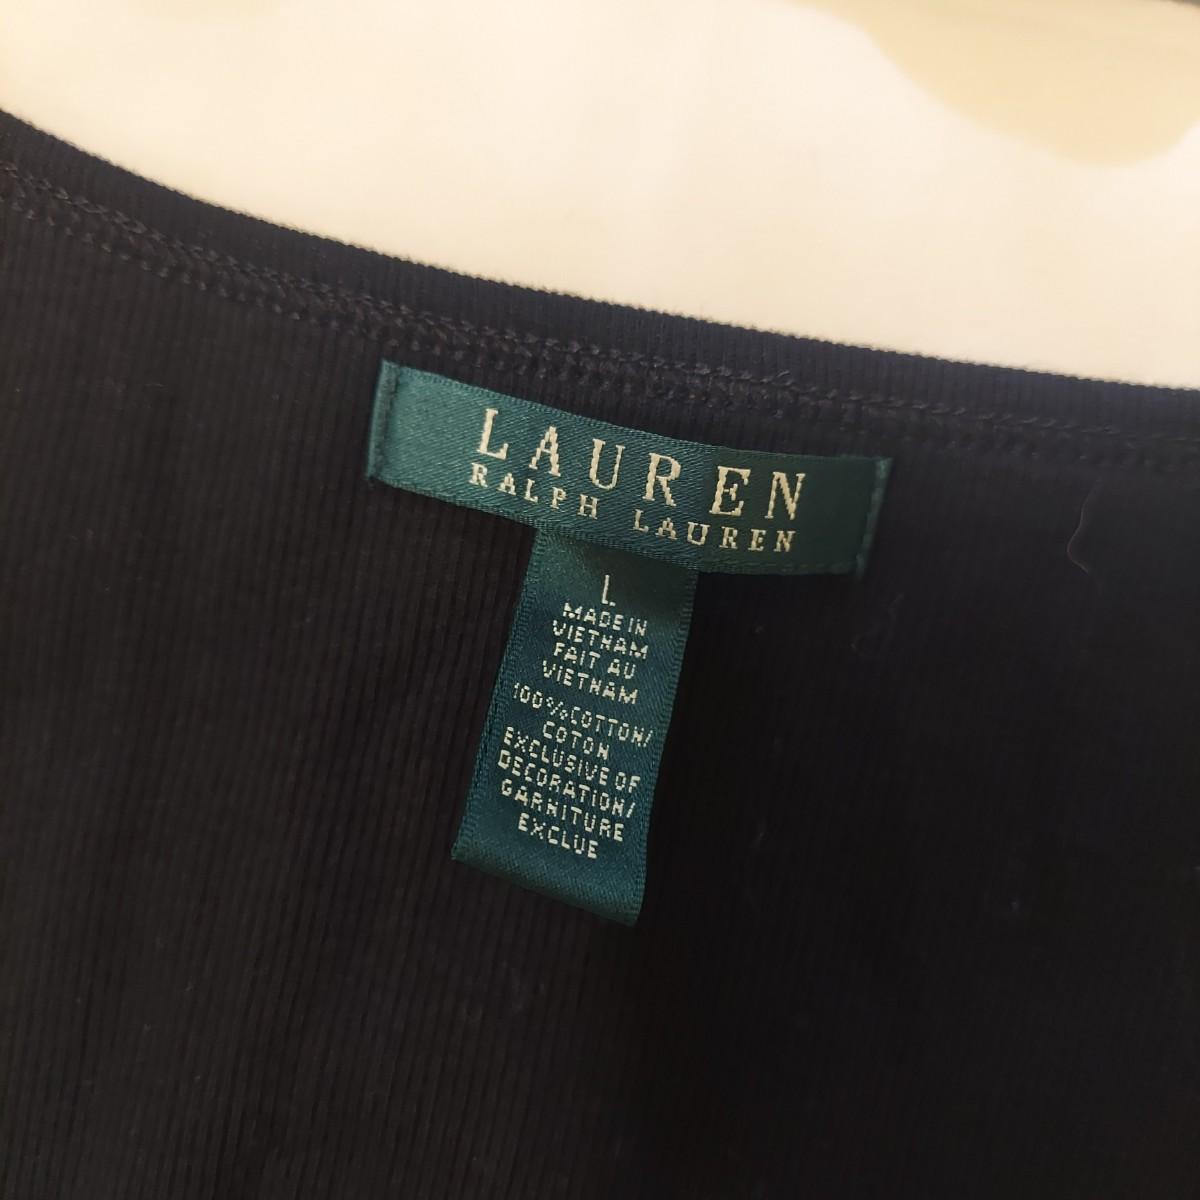 LAUREN
RALPH LAUREN
L
MADE IN
VIETNAM
FAIT AU
VIETNAM
100% COTTON/
COTON
EXCLUSIVE OF
DECORATION/
GARNITURE
EXCLUE